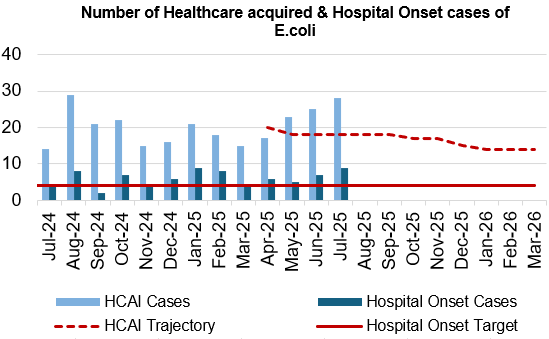 Number of Healthcare acquired & Hospital Onset cases of
E.coli
40
30
20
10
0
Jul-24
Aug-24
Sep-24
Oct-24
Nov-24
Dec-24
Jan-25
Feb-25
Mar-25
Apr-25
May-25
Jun-25
Jul-25
Aug-25
Sep-25
Oct-25
Nov-25
Dec-25
Jan-26
Feb-26
Mar-26
HCAI Cases
Hospital Onset Cases
HCAI Trajectory
Hospital Onset Target